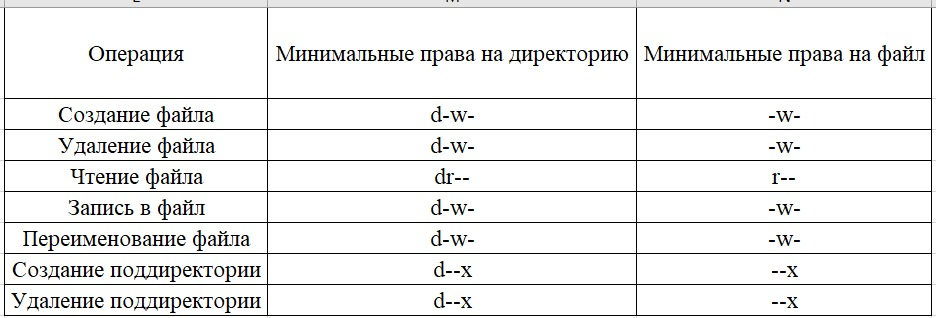 Операция Минимальные права на директорию Минимальные права на файл
Создание файла d-w- -w-
Удаление файла d-w- -w-
Чтение файла dr-- r--
Запись в файл d-w- -w-
Переименование файла d-w- -w-
Создание поддиректории d--x --x
Удаление поддиректории d--x --x